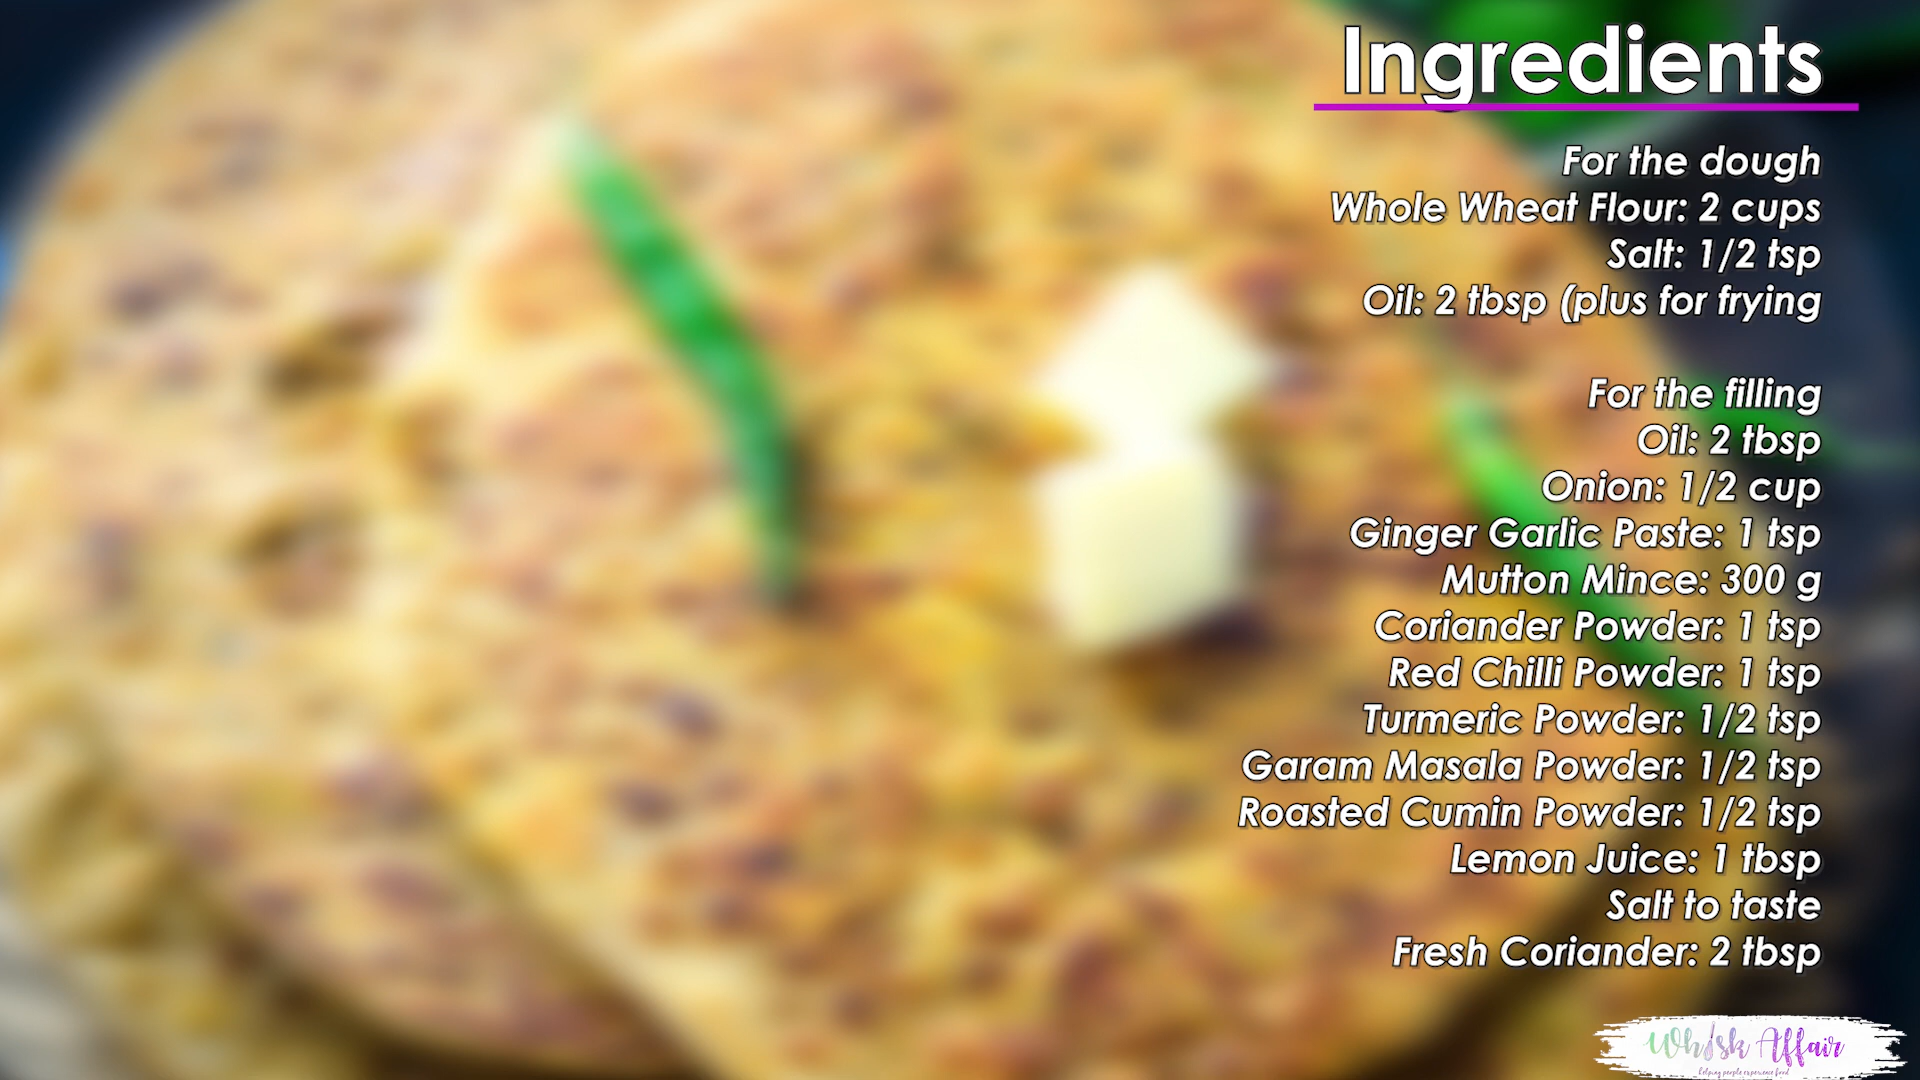 Ingredients
For the dough
Whole Wheat Flour: 2 cups
Salt: 1/2 tsp
Oil: 2 tbsp (plus for frying
For the filling
Oil: 2 tbsp
Onion: 1/2 cup
Ginger Garlic Paste: 1 tsp
Mutton Mince: 300 g
Coriander Powder: 1 tsp
Red Chilli Powder: 1 tsp
Turmeric Powder: 1/2 tsp
Garam Masala Powder: 1/2 tsp
Roasted Cumin Powder: 1/2 tsp
Lemon Juice: 1 tbsp
Salt to taste
Fresh Coriander: 2 tbsp
Whisk Affair
helping people experience food